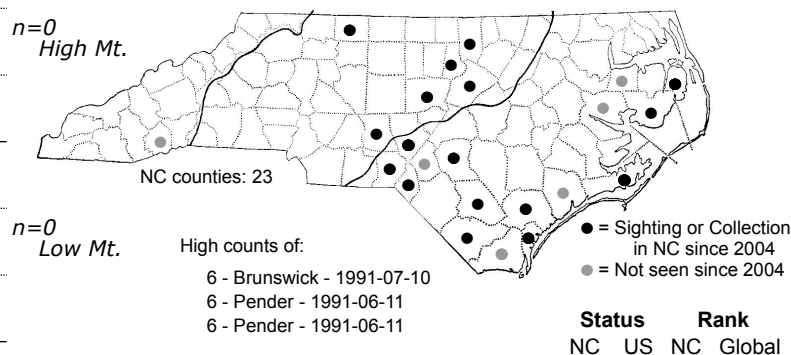 n=0
High Mt.
NC counties: 23
n=0
Low Mt.
High counts of:
6 - Brunswick - 1991-07-10
6 - Pender - 1991-06-11
6 - Pender - 1991-06-11
= Sighting or Collection
in NC since 2004
= Not seen since 2004
Status Rank
NC US NC Global